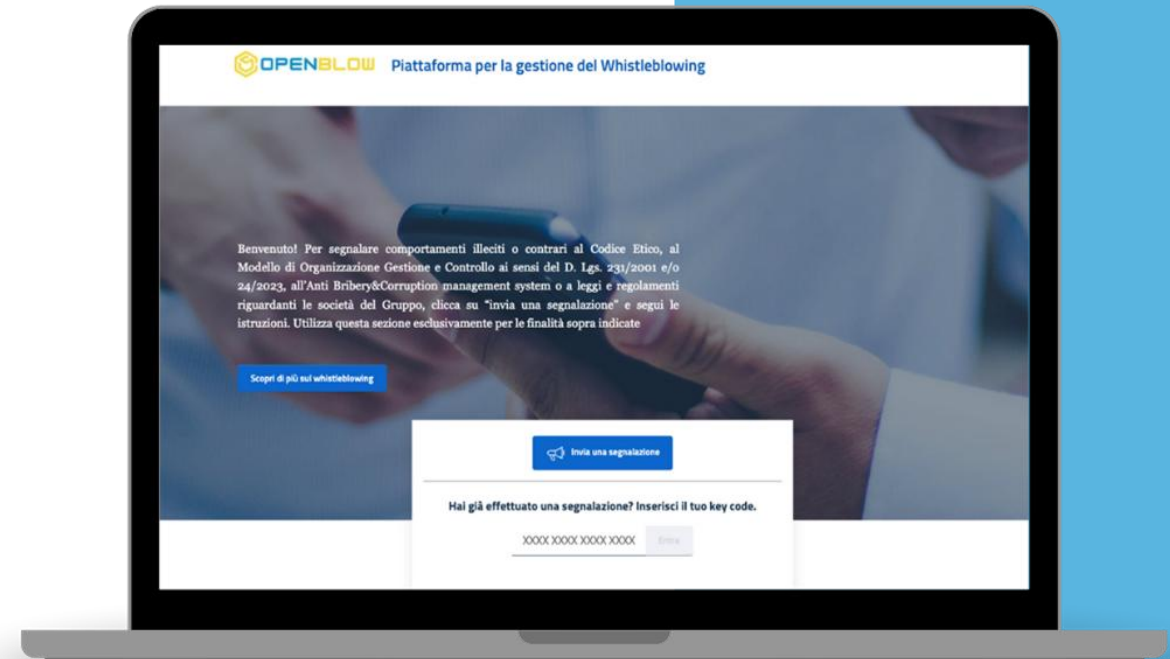 OPENBLOW Piattaforma per la gestione del Whistleblowing
Benvenuto! Per segnalare comportamenti illeciti o contrari al Codice Etico, al
Modello di Organizzazione Gestione e Controllo ai sensi del D. Lgs. 231/2001 e/o
24/2023, all'Anti Bribery&Corruption management system o a leggi e regolamenti
riguardanti le società del Gruppo, clicca su "invia una segnalazione" e segui le
istruzioni. Utilizza questa sezione esclusivamente per le finalità sopra indicate
Scopri di più sul whistleblowing
Invia una segnalazione
Hai già effettuato una segnalazione? Inserisci il tuo key code.
XXXX XXXX XXXX XXXX Entra